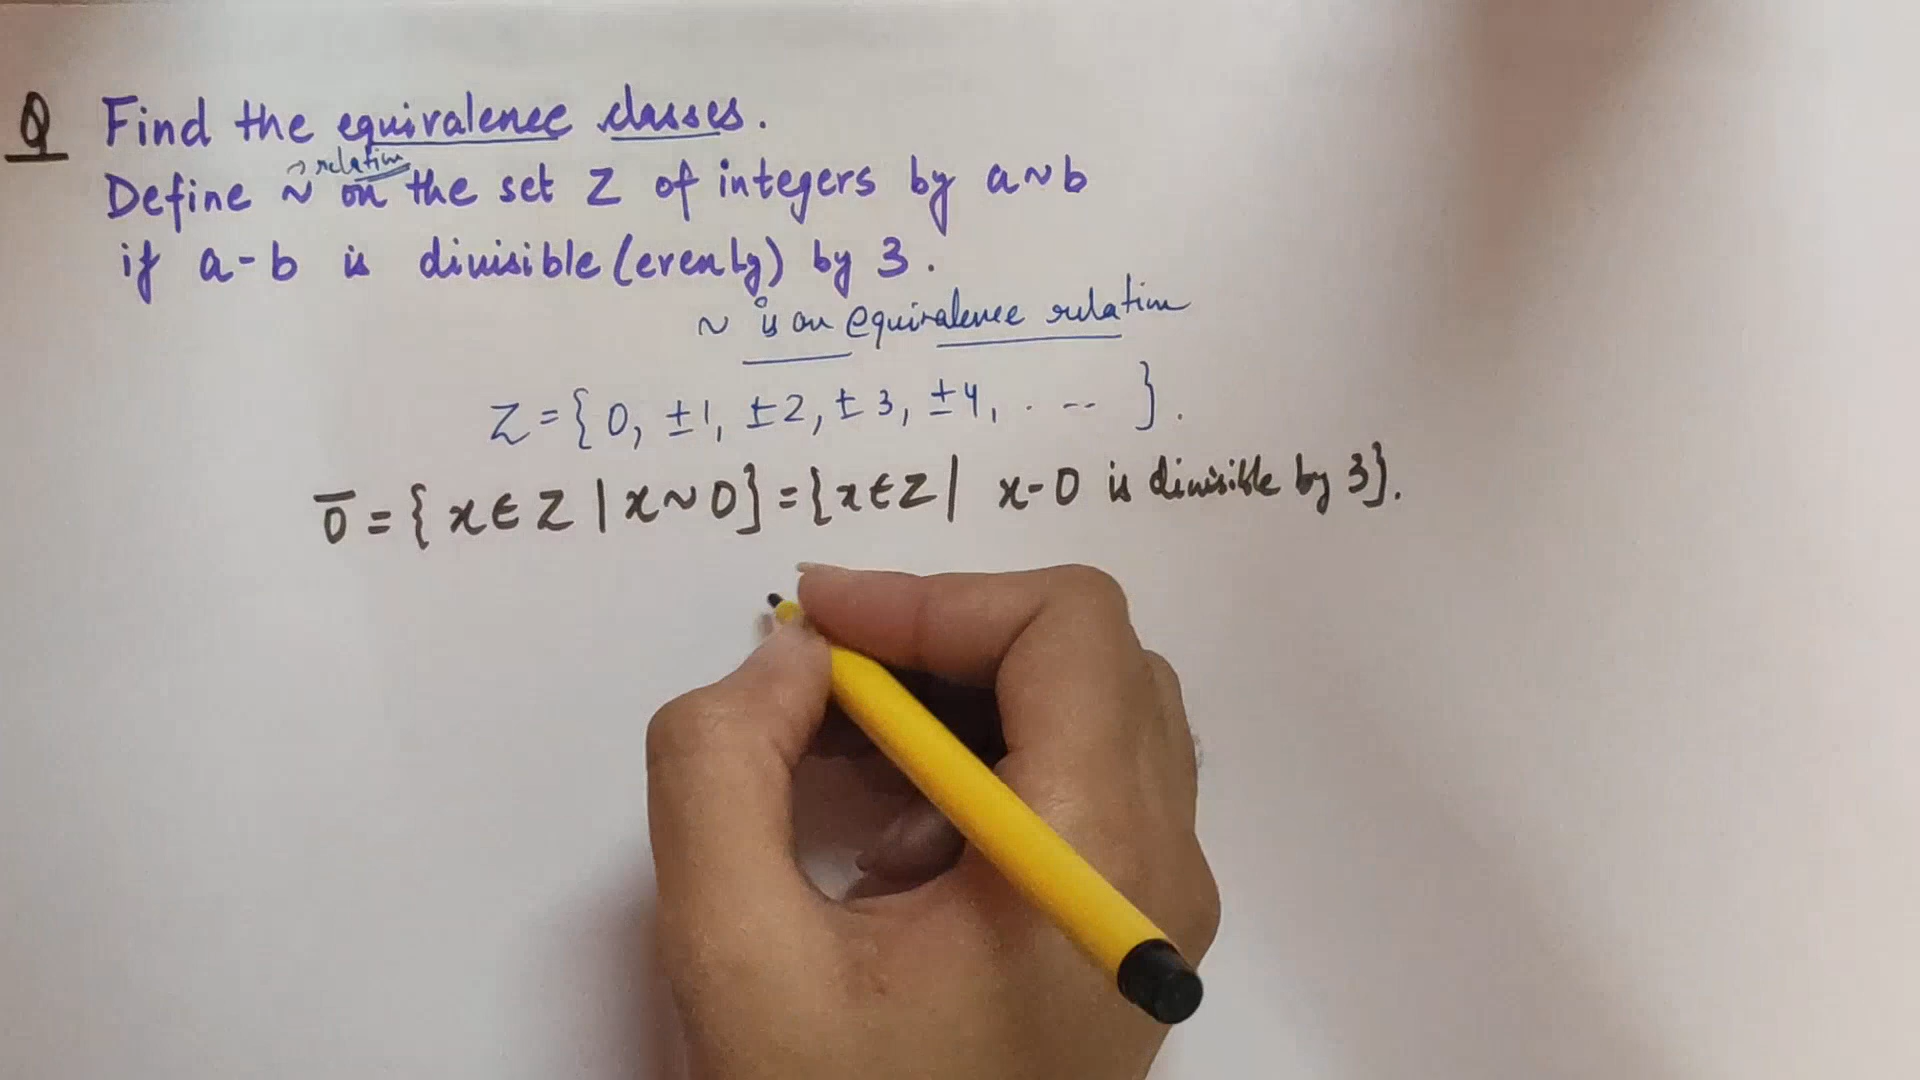 Q Find the equivalence classes.
→ relation
Define ~ on the set Z of integers by a~b
if a-b is divisible (evenly) by 3.
~ is an equivalence relation
Z = { 0, ±1, ±2, ±3, ±4, . -- }.
0̅ = { x ∈ Z | x ~ 0 } = { x ∈ Z | x - 0 is divisible by 3 }.